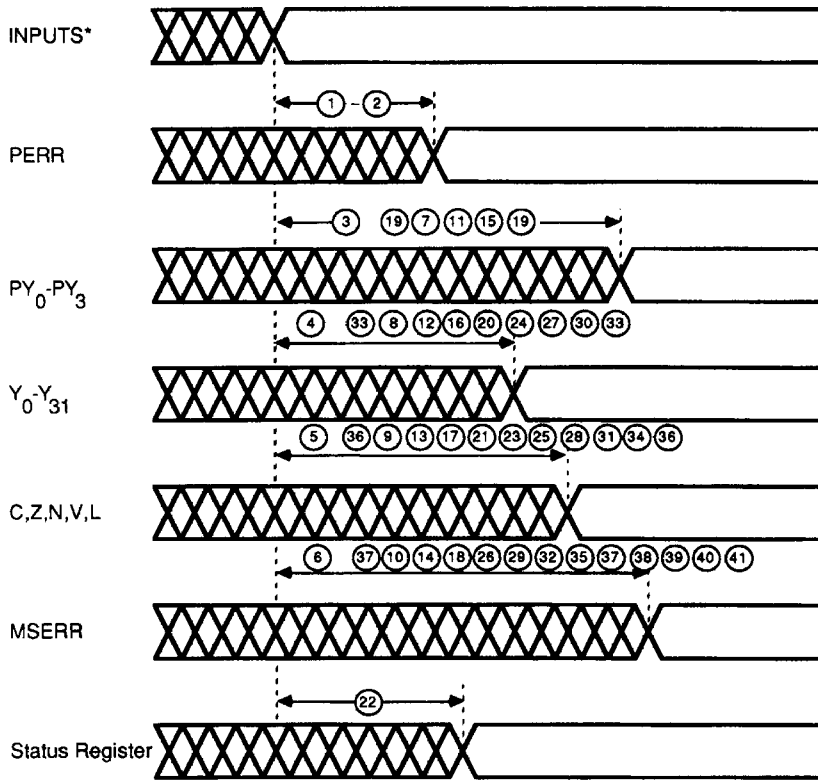 INPUTS*
① – ②
PERR
③ ⑲ ⑦ ⑪ ⑮ ⑲
PY0-PY3
④ ㉝ ⑧ ⑫ ⑯ ⑳ ㉔ ㉗ ㉚ ㉝
Y0-Y31
⑤ ㊱ ⑨ ⑬ ⑰ ㉑ ㉓ ㉕ ㉘ ㉛ ㉞ ㊱
C,Z,N,V,L
⑥ ㊲ ⑩ ⑭ ⑱ ㉖ ㉙ ㉜ ㉟ ㊲ ㊳ ㊴ ㊵ ㊶
MSERR
㉒
Status Register